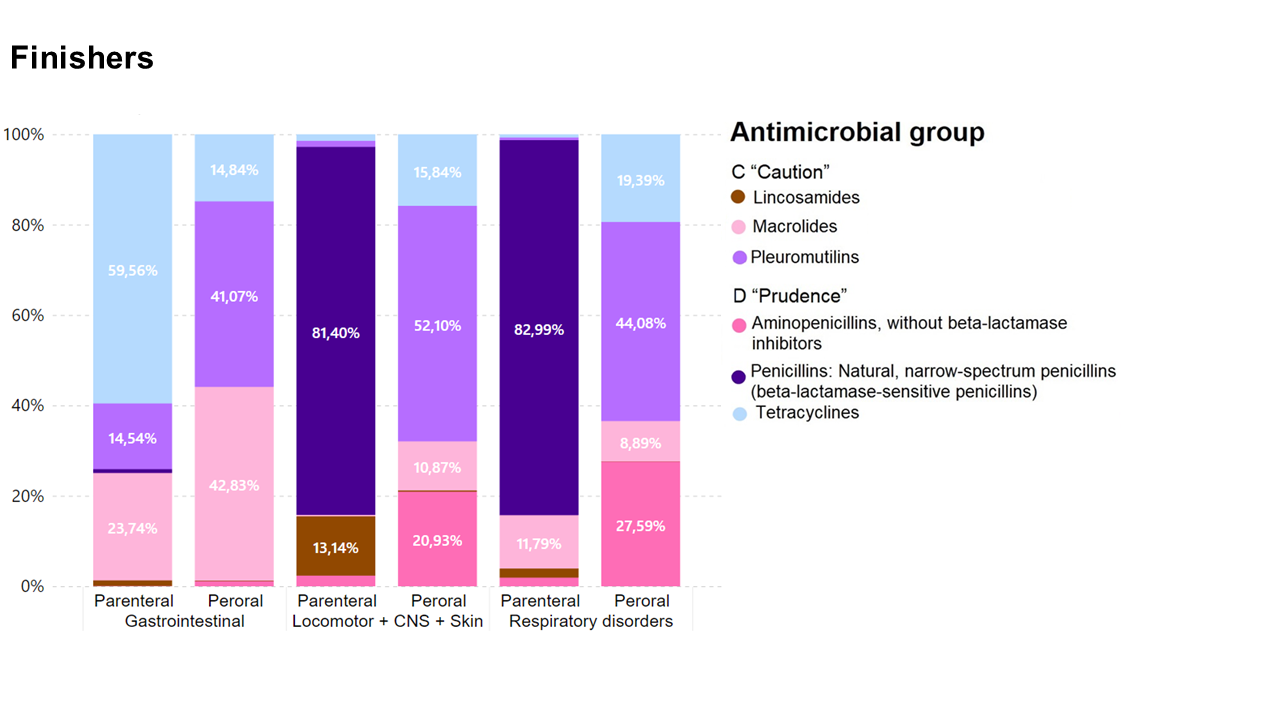 Finishers
100%
80%
60%
40%
20%
0%
59,56%
14,54%
23,74%
14,84%
41,07%
42,83%
81,40%
13,14%
15,84%
52,10%
10,87%
20,93%
82,99%
11,79%
19,39%
44,08%
8,89%
27,59%
Parenteral Peroral Parenteral Peroral Parenteral Peroral
Gastrointestinal Locomotor + CNS + Skin Respiratory disorders
Antimicrobial group
C “Caution”
Lincosamides
Macrolides
Pleuromutilins
D “Prudence”
Aminopenicillins, without beta-lactamase
inhibitors
Penicillins: Natural, narrow-spectrum penicillins
(beta-lactamase-sensitive penicillins)
Tetracyclines